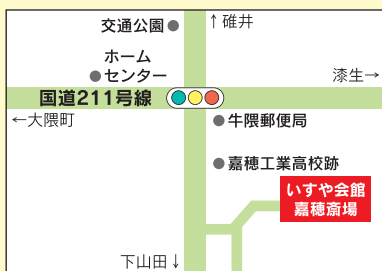 交通公園
↑碓井
ホーム
センター
漆生→
国道211号線
←大隈町
牛隈郵便局
嘉穂工業高校跡
いすや会館
嘉穂斎場
下山田↓